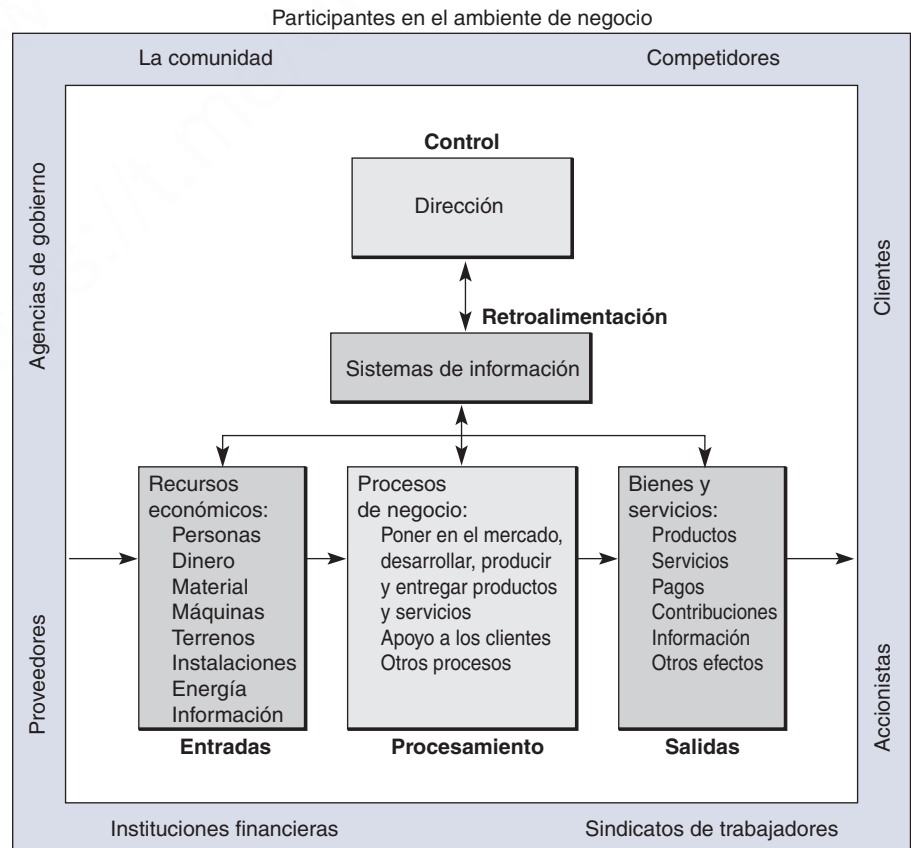 Participantes en el ambiente de negocio
La comunidad
Competidores
Agencias de gobierno
Clientes
Control
Dirección
Retroalimentación
Sistemas de información
Recursos
económicos:
Personas
Dinero
Material
Máquinas
Terrenos
Instalaciones
Energía
Información
Entradas
Procesos
de negocio:
Poner en el mercado,
desarrollar, producir
y entregar productos
y servicios
Apoyo a los clientes
Otros procesos
Procesamiento
Bienes y
servicios:
Productos
Servicios
Pagos
Contribuciones
Información
Otros efectos
Salidas
Proveedores
Accionistas
Instituciones financieras
Sindicatos de trabajadores